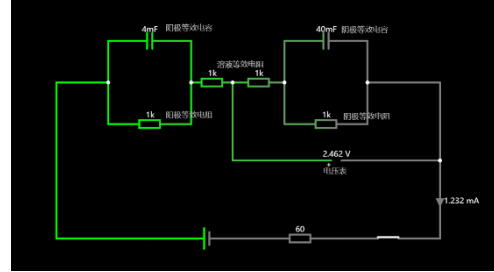 4mF 阳极等效电容
40mF 阴极等效电容
溶液等效电阻
1k
1k
1k 阳极等效电阻
1k 阴极等效电阻
2.462 V
+
电压表
1.232 mA
60